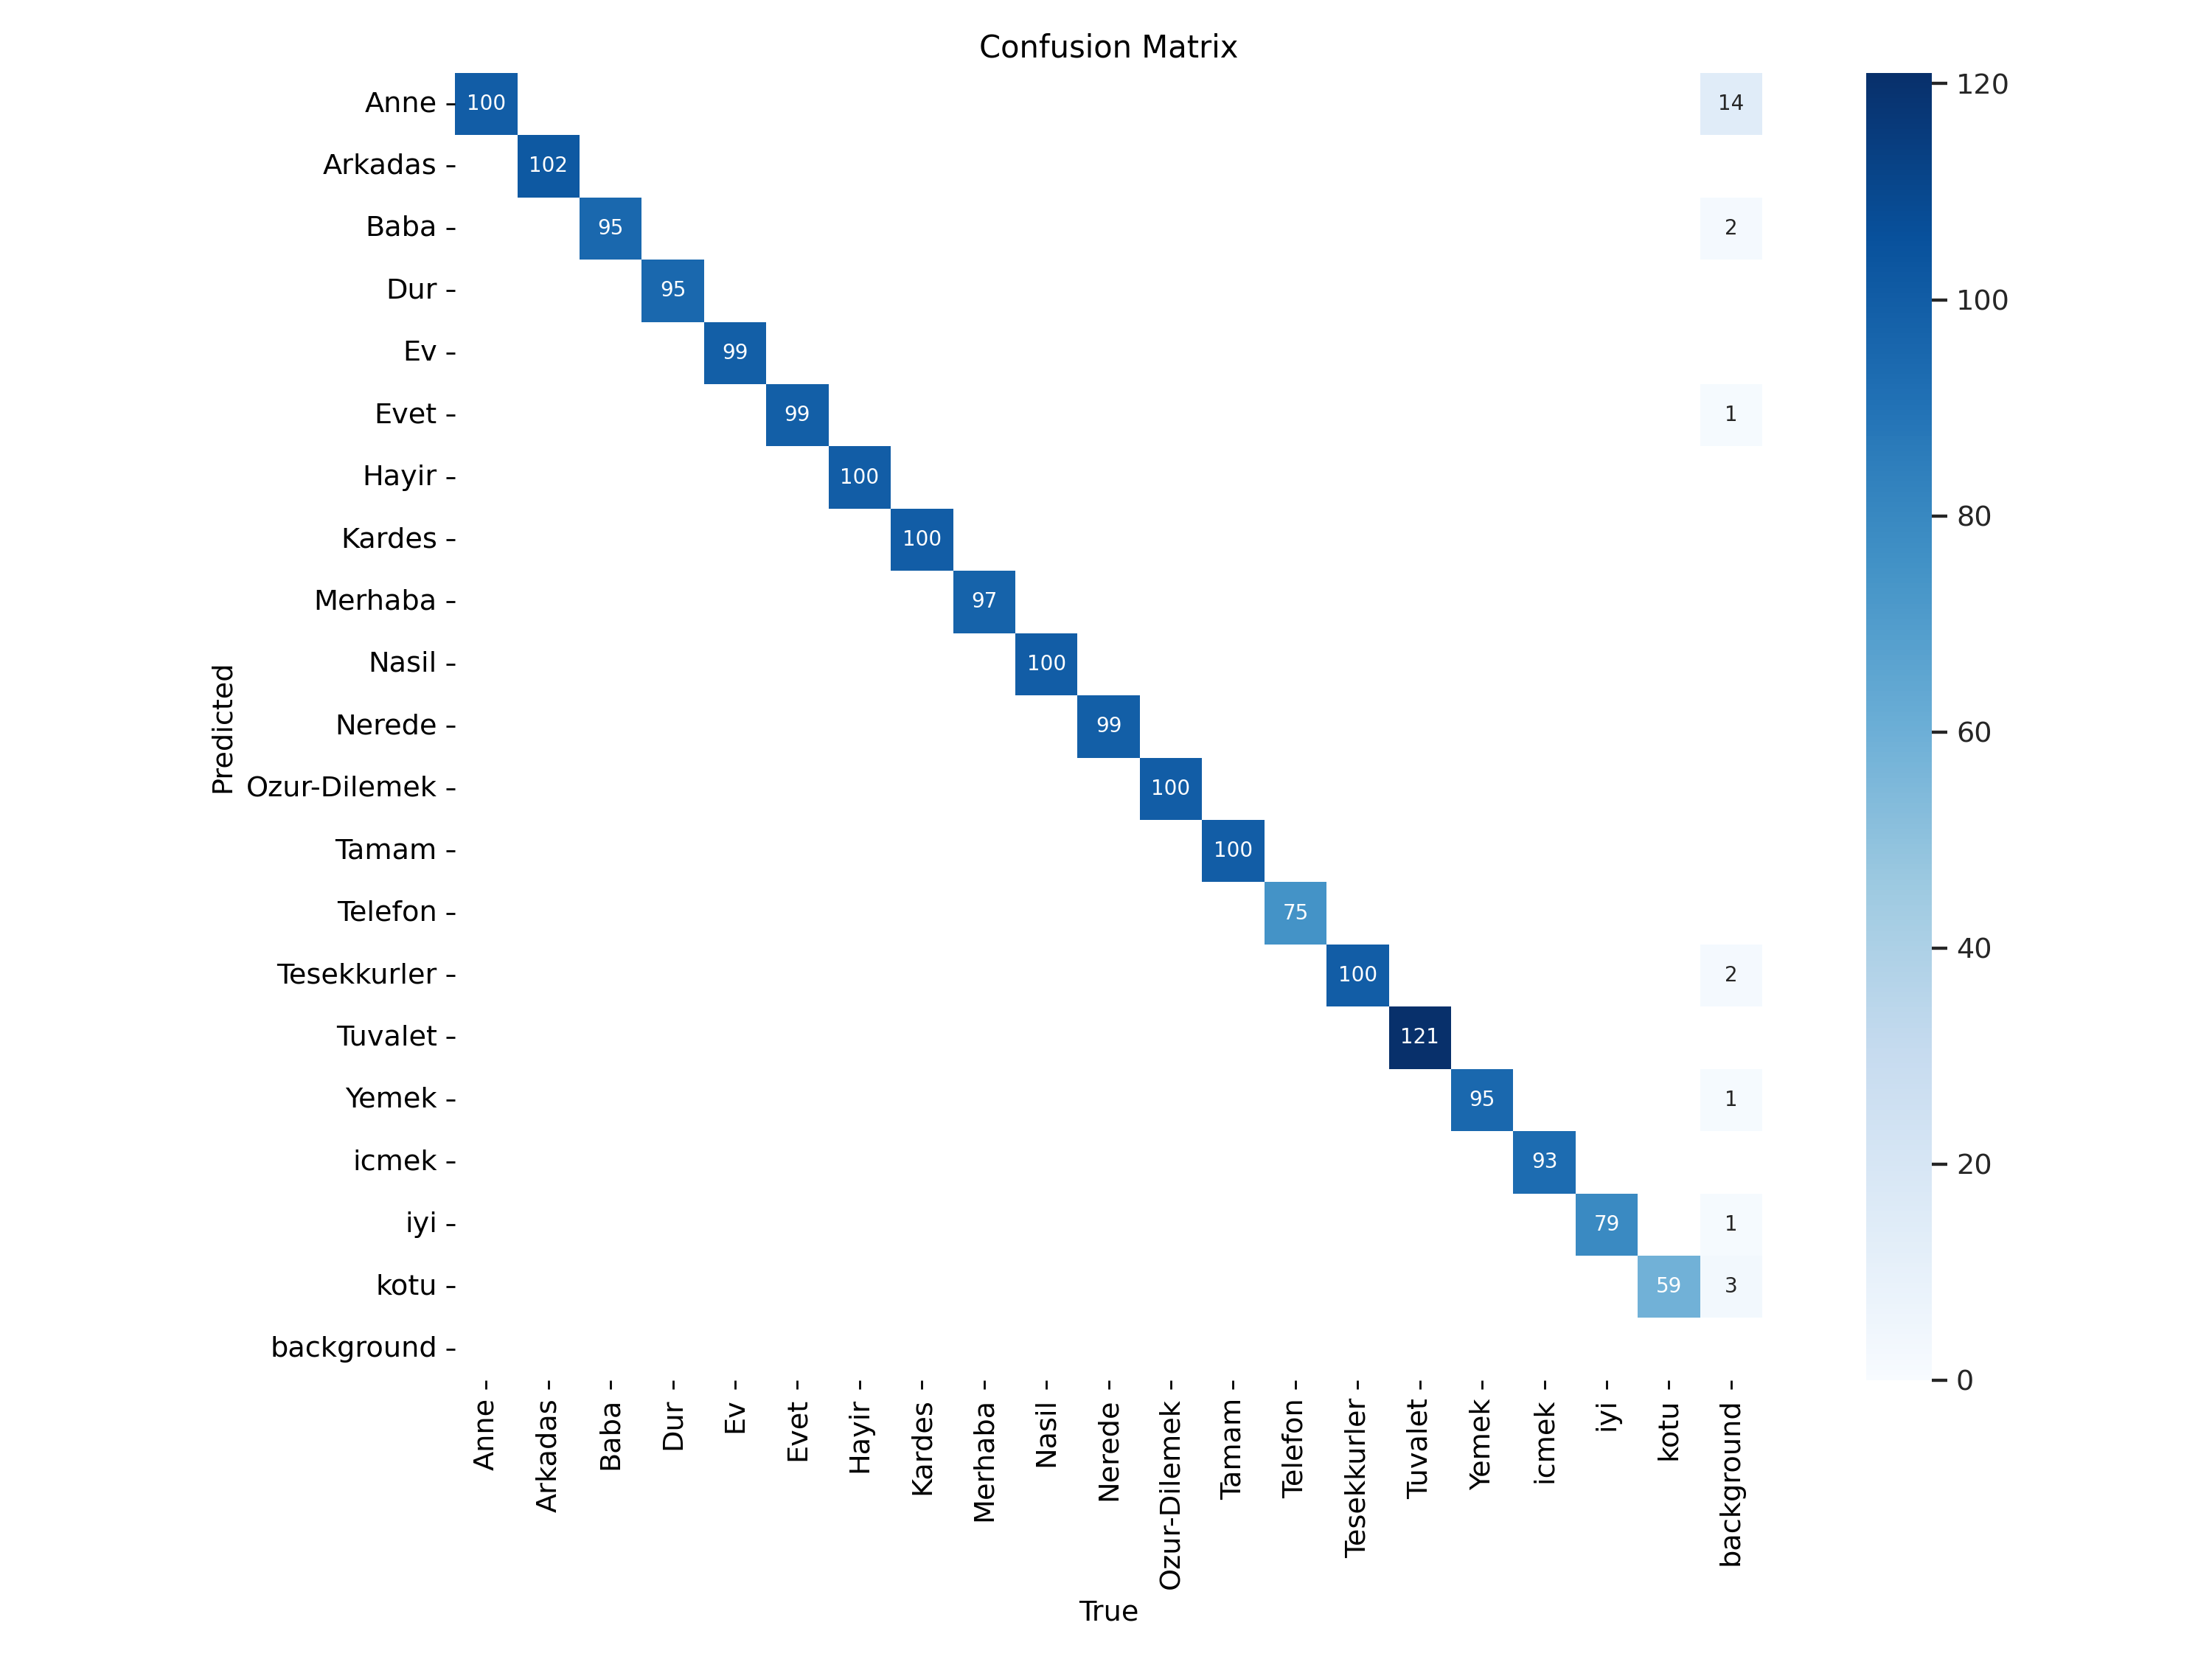 Confusion Matrix
Anne 100 14
Arkadas 102
Baba 95 2
Dur 95
Ev 99
Evet 99 1
Hayir 100
Kardes 100
Merhaba 97
Nasil 100
Nerede 99
Ozur-Dilemek 100
Tamam 100
Telefon 75
Tesekkurler 100 2
Tuvalet 121
Yemek 95 1
icmek 93
iyi 79 1
kotu 59 3
background
Predicted
Anne Arkadas Baba Dur Ev Evet Hayir Kardes Merhaba Nasil Nerede Ozur-Dilemek Tamam Telefon Tesekkurler Tuvalet Yemek icmek iyi kotu background
True
120
100
80
60
40
20
0